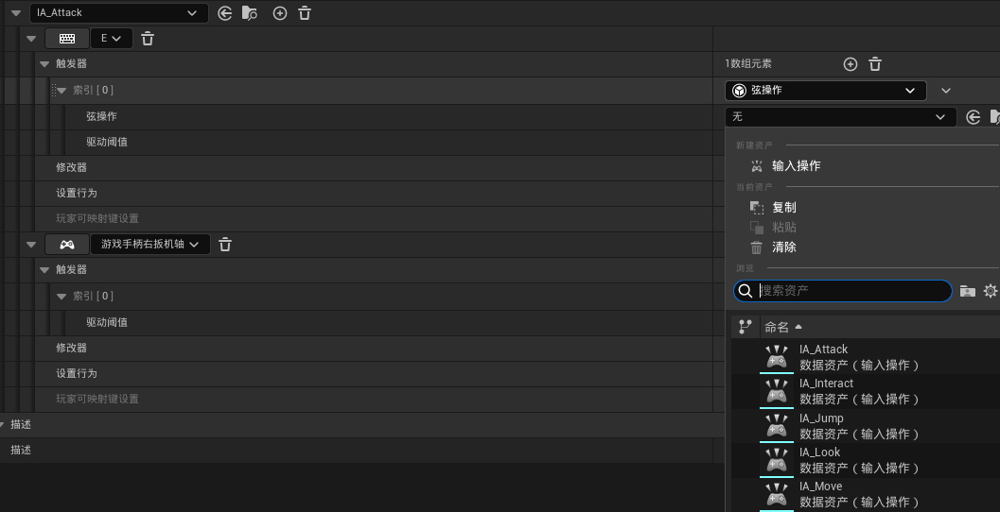 IA_Attack
E
触发器
1数组元素
索引 [ 0 ]
弦操作
弦操作
无
驱动阈值
新建资产
输入操作
修改器
当前资产
设置行为
复制
玩家可映射键设置
粘贴
游戏手柄右扳机轴
清除
触发器
浏览
索引 [ 0 ]
搜索资产
驱动阈值
命名
修改器
IA_Attack
数据资产（输入操作）
设置行为
IA_Interact
数据资产（输入操作）
玩家可映射键设置
IA_Jump
描述
数据资产（输入操作）
描述
IA_Look
数据资产（输入操作）
IA_Move
数据资产（输入操作）